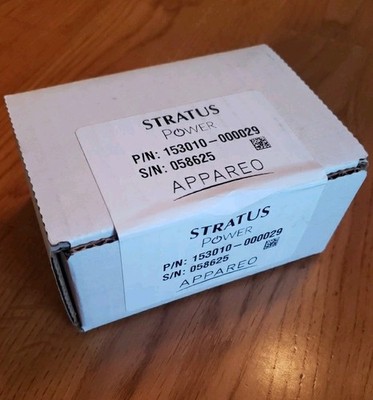 STRATUS
POWER
P/N: 153010-000029
S/N: 058625
APPAREO
STRATUS
POWER
P/N: 153010-000029
S/N: 058625
APPAREO